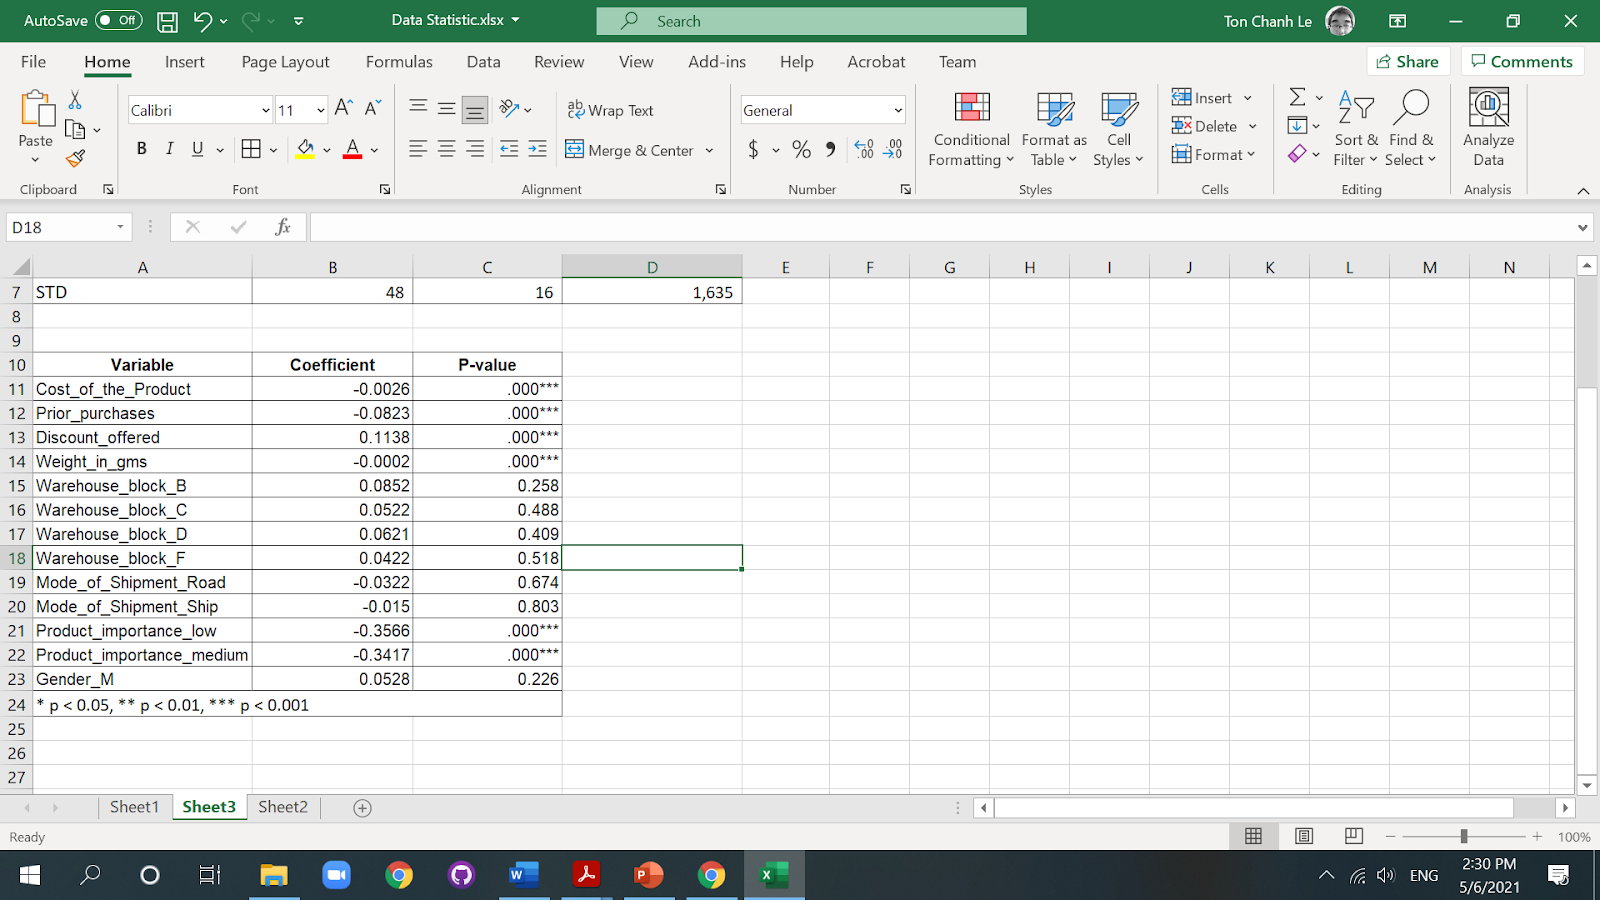 AutoSave Off Data Statistic.xlsx Search Ton Chanh Le
File Home Insert Page Layout Formulas Data Review View Add-ins Help Acrobat Team Share Comments
Paste
Clipboard
Calibri 11 A^ A
B I U A
Font
ab Wrap Text
Merge & Center
Alignment
General
$ % 9 .00 .00
Number
Conditional Formatting
Format as Table
Cell Styles
Styles
Insert
Delete
Format
Cells
Sort & Filter
Find & Select
Editing
Analyze Data
Analysis
D18 fx
A B C D E F G H I J K L M N
7 STD 48 16 1,635
8
9
10 Variable Coefficient P-value
11 Cost_of_the_Product -0.0026 .000***
12 Prior_purchases -0.0823 .000***
13 Discount_offered 0.1138 .000***
14 Weight_in_gms -0.0002 .000***
15 Warehouse_block_B 0.0852 0.258
16 Warehouse_block_C 0.0522 0.488
17 Warehouse_block_D 0.0621 0.409
18 Warehouse_block_F 0.0422 0.518
19 Mode_of_Shipment_Road -0.0322 0.674
20 Mode_of_Shipment_Ship -0.015 0.803
21 Product_importance_low -0.3566 .000***
22 Product_importance_medium -0.3417 .000***
23 Gender_M 0.0528 0.226
24 * p < 0.05, ** p < 0.01, *** p < 0.001
25
26
27
Sheet1 Sheet3 Sheet2
Ready 100%
ENG 2:30 PM
5/6/2021